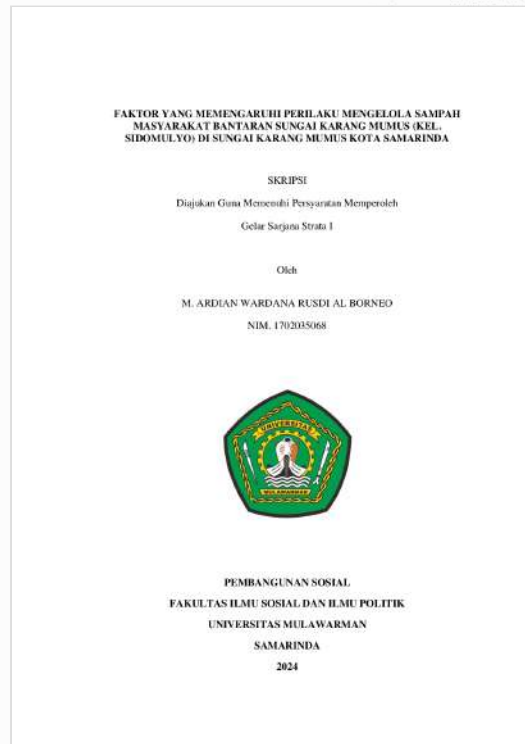 FAKTOR YANG MEMENGARUHI PERILAKU MENGELOLA SAMPAH
MASYARAKAT BANTARAN SUNGAI KARANG MUMUS (KEL.
SIDOMULYO) DI SUNGAI KARANG MUMUS KOTA SAMARINDA
SKRIPSI
Diajukan Guna Memenuhi Persyaratan Memperoleh
Gelar Sarjana Strata I
Oleh
M. ARDIAN WARDANA RUSDI AL BORNEO
NIM. 1702035068
UNIVERSITAS
MULAWARMAN
PEMBANGUNAN SOSIAL
FAKULTAS ILMU SOSIAL DAN ILMU POLITIK
UNIVERSITAS MULAWARMAN
SAMARINDA
2024